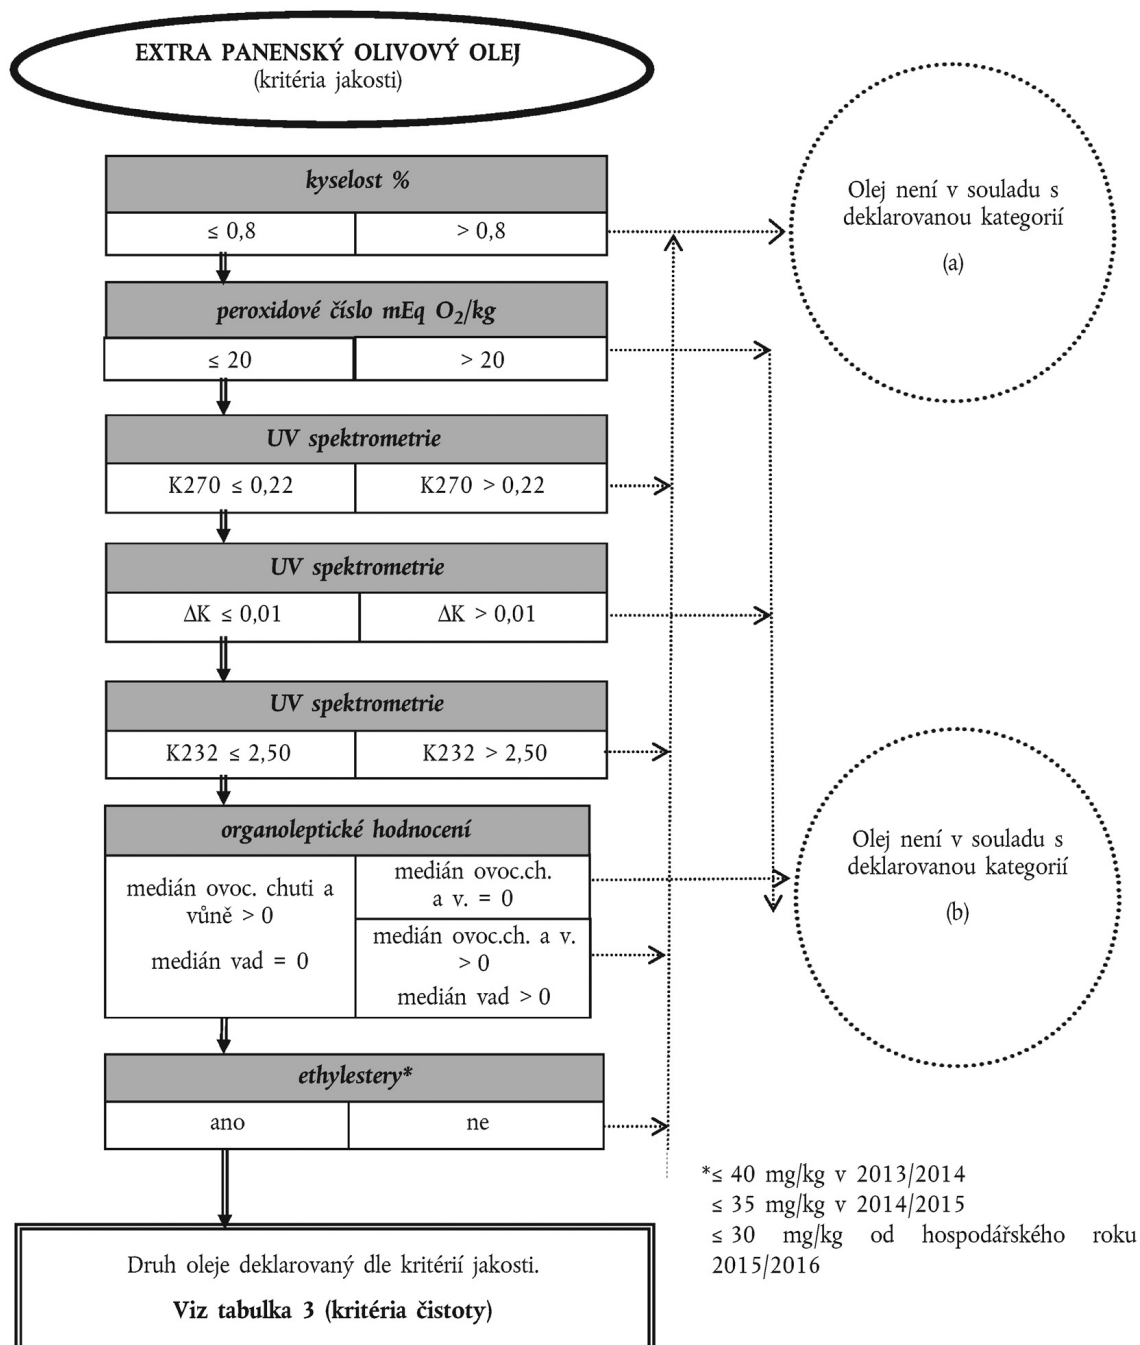 EXTRA PANENSKÝ OLIVOVÝ OLEJ
(kritéria jakosti)
kyselost %
≤ 0,8
> 0,8
Olej není v souladu s
deklarovanou kategorií
(a)
peroxidové číslo mEq O₂/kg
≤ 20
> 20
UV spektrometrie
K270 ≤ 0,22
K270 > 0,22
UV spektrometrie
ΔK ≤ 0,01
ΔK > 0,01
UV spektrometrie
K232 ≤ 2,50
K232 > 2,50
organoleptické hodnocení
medián ovoc. chuti a
vůně > 0
medián vad = 0
medián ovoc.ch.
a v. = 0
medián ovoc.ch. a v.
> 0
medián vad > 0
Olej není v souladu s
deklarovanou kategorií
(b)
ethylestery*
ano
ne
*≤ 40 mg/kg v 2013/2014
≤ 35 mg/kg v 2014/2015
≤ 30 mg/kg od hospodářského roku
2015/2016
Druh oleje deklarovaný dle kritérií jakosti.
Viz tabulka 3 (kritéria čistoty)